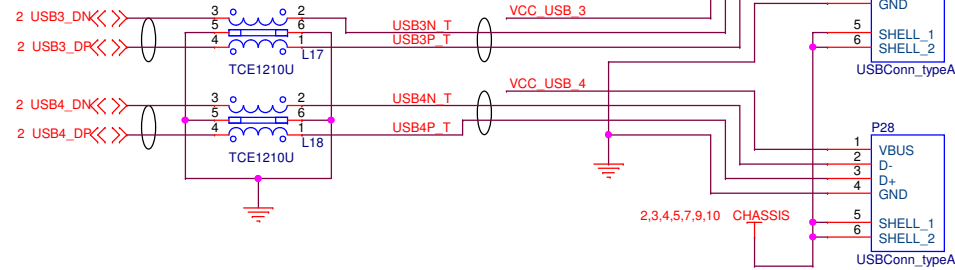 GND
VCC_USB_3
2 USB3_DN 3 2 USB3N_T
5 6
2 USB3_DP 4 1 USB3P_T
L17
TCE1210U
5 SHELL_1
6 SHELL_2
USBConn_typeA
VCC_USB_4
2 USB4_DN 3 2 USB4N_T
5 6
2 USB4_DP 4 1 USB4P_T
L18
TCE1210U
P28
1 VBUS
2 D-
3 D+
4 GND
2,3,4,5,7,9,10 CHASSIS
5 SHELL_1
6 SHELL_2
USBConn_typeA